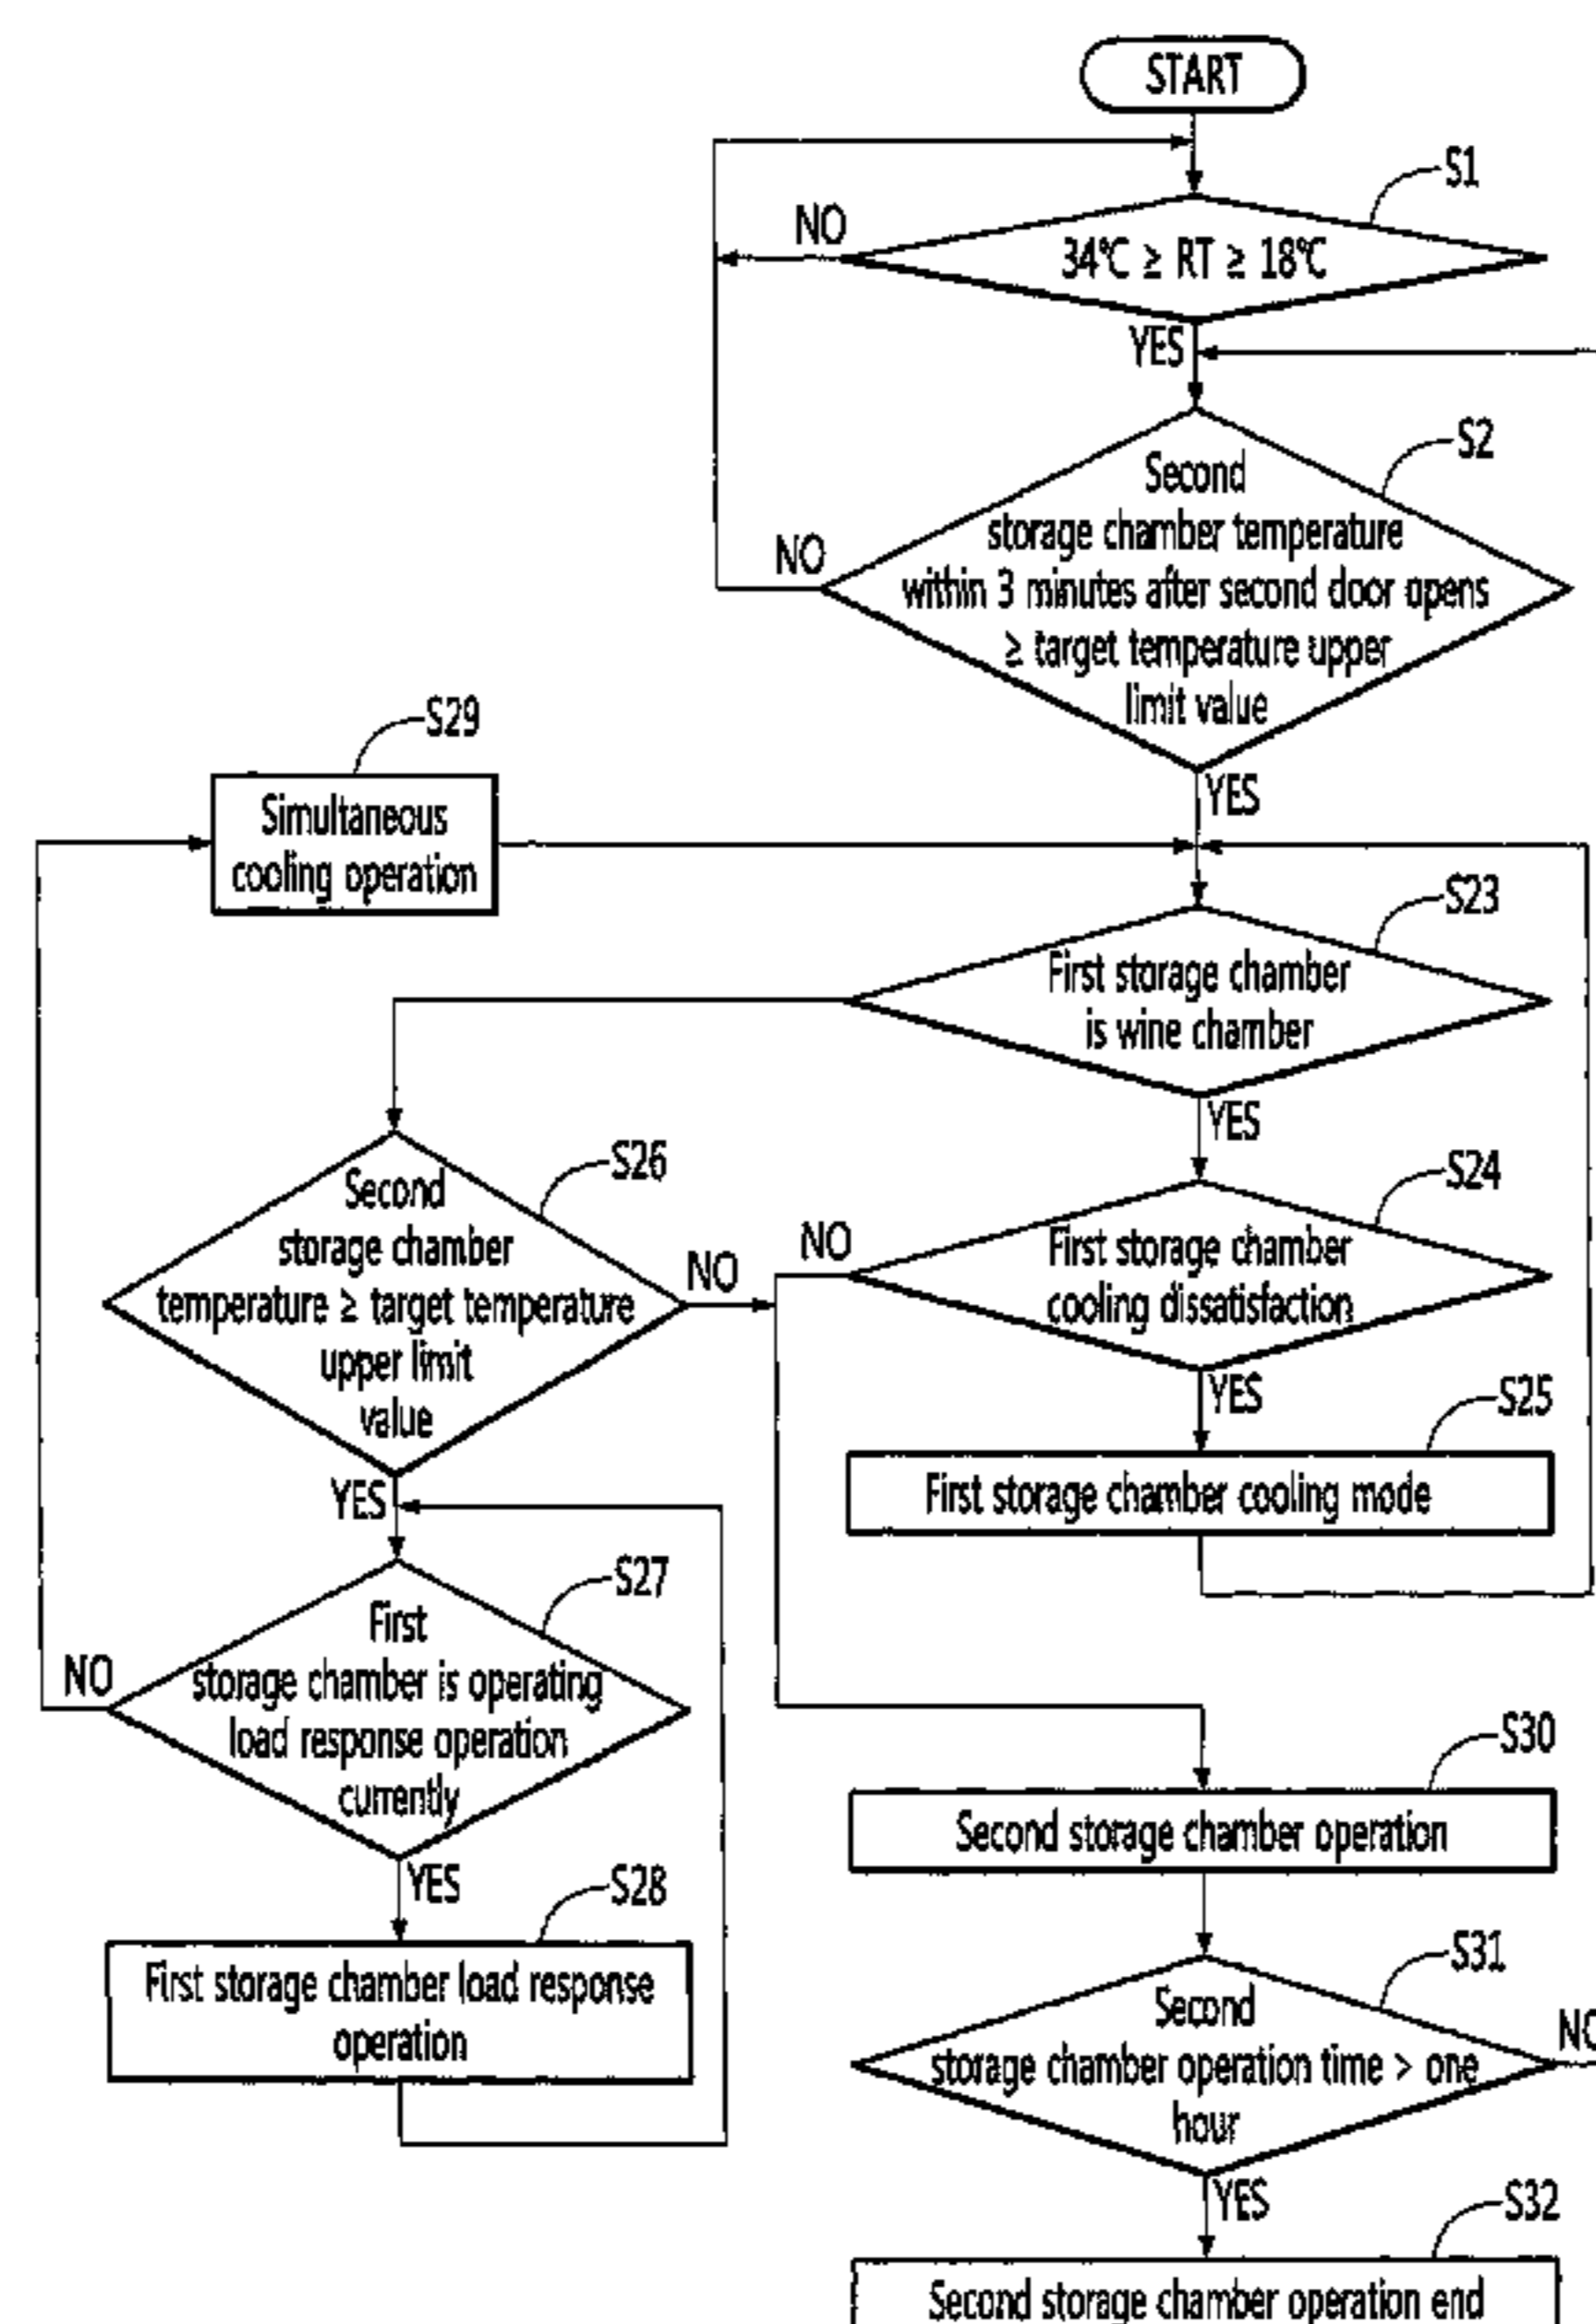 START
S1
NO
34℃ ≥ RT ≥ 18℃
YES
S2
Second
storage chamber temperature
within 3 minutes after second door opens
≥ target temperature upper
limit value
NO
YES
S29
Simultaneous
cooling operation
S23
First storage chamber
is wine chamber
YES
S26
Second
storage chamber
temperature ≥ target temperature
upper limit
value
NO
YES
S24
NO
First storage chamber
cooling dissatisfaction
YES
S25
First storage chamber cooling mode
S27
First
storage chamber is operating
load response operation
currently
NO
YES
S28
First storage chamber load response
operation
S30
Second storage chamber operation
S31
Second
storage chamber operation time > one
hour
NO
YES
S32
Second storage chamber operation end